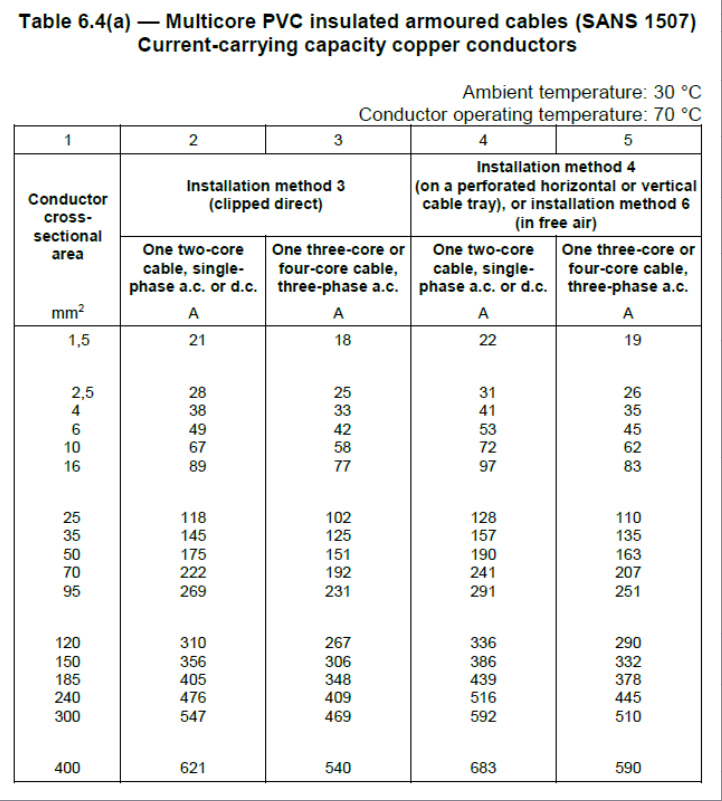 Table 6.4(a) — Multicore PVC insulated armoured cables (SANS 1507)
Current-carrying capacity copper conductors
Ambient temperature: 30 °C
Conductor operating temperature: 70 °C
1 2 3 4 5
Conductor cross-sectional area
mm²
Installation method 3
(clipped direct)
Installation method 4
(on a perforated horizontal or vertical
cable tray), or installation method 6
(in free air)
One two-core cable, single-phase a.c. or d.c.
A
One three-core or four-core cable, three-phase a.c.
A
One two-core cable, single-phase a.c. or d.c.
A
One three-core or four-core cable, three-phase a.c.
A
1,5 21 18 22 19
2,5 28 25 31 26
4 38 33 41 35
6 49 42 53 45
10 67 58 72 62
16 89 77 97 83
25 118 102 128 110
35 145 125 157 135
50 175 151 190 163
70 222 192 241 207
95 269 231 291 251
120 310 267 336 290
150 356 306 386 332
185 405 348 439 378
240 476 409 516 445
300 547 469 592 510
400 621 540 683 590